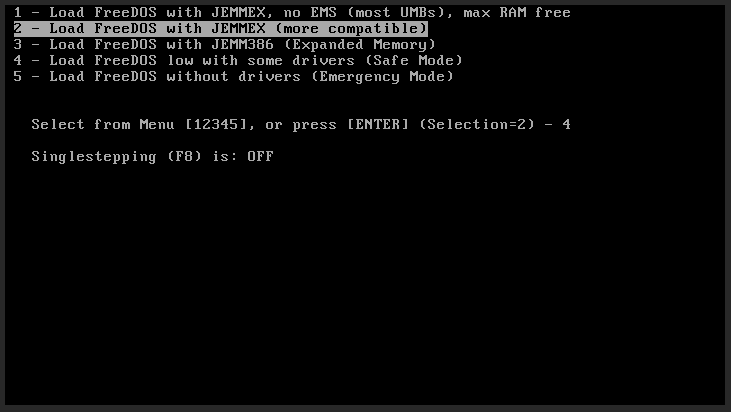 1 - Load FreeDOS with JEMMEX, no EMS (most UMBs), max RAM free
2 - Load FreeDOS with JEMMEX (more compatible)
3 - Load FreeDOS with JEMM386 (Expanded Memory)
4 - Load FreeDOS low with some drivers (Safe Mode)
5 - Load FreeDOS without drivers (Emergency Mode)
Select from Menu [12345], or press [ENTER] (Selection=2) - 4
Singlestepping (F8) is: OFF